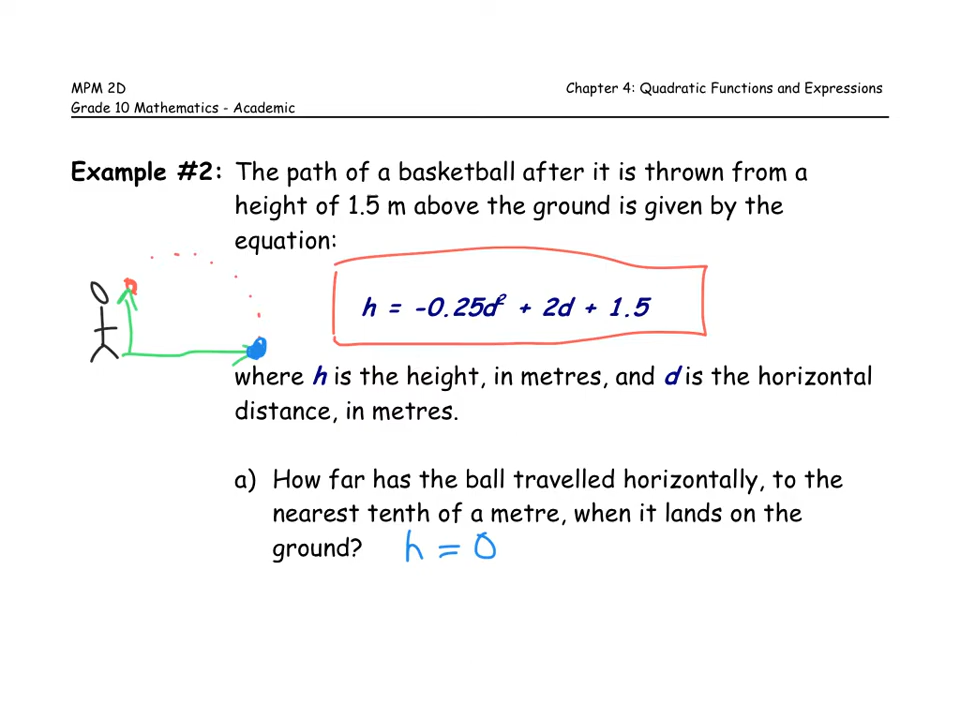 MPM 2D
Chapter 4: Quadratic Functions and Expressions
Grade 10 Mathematics - Academic
Example #2: The path of a basketball after it is thrown from a
height of 1.5 m above the ground is given by the
equation:
h = -0.25d² + 2d + 1.5
where h is the height, in metres, and d is the horizontal
distance, in metres.
a) How far has the ball travelled horizontally, to the
nearest tenth of a metre, when it lands on the
ground? h = 0